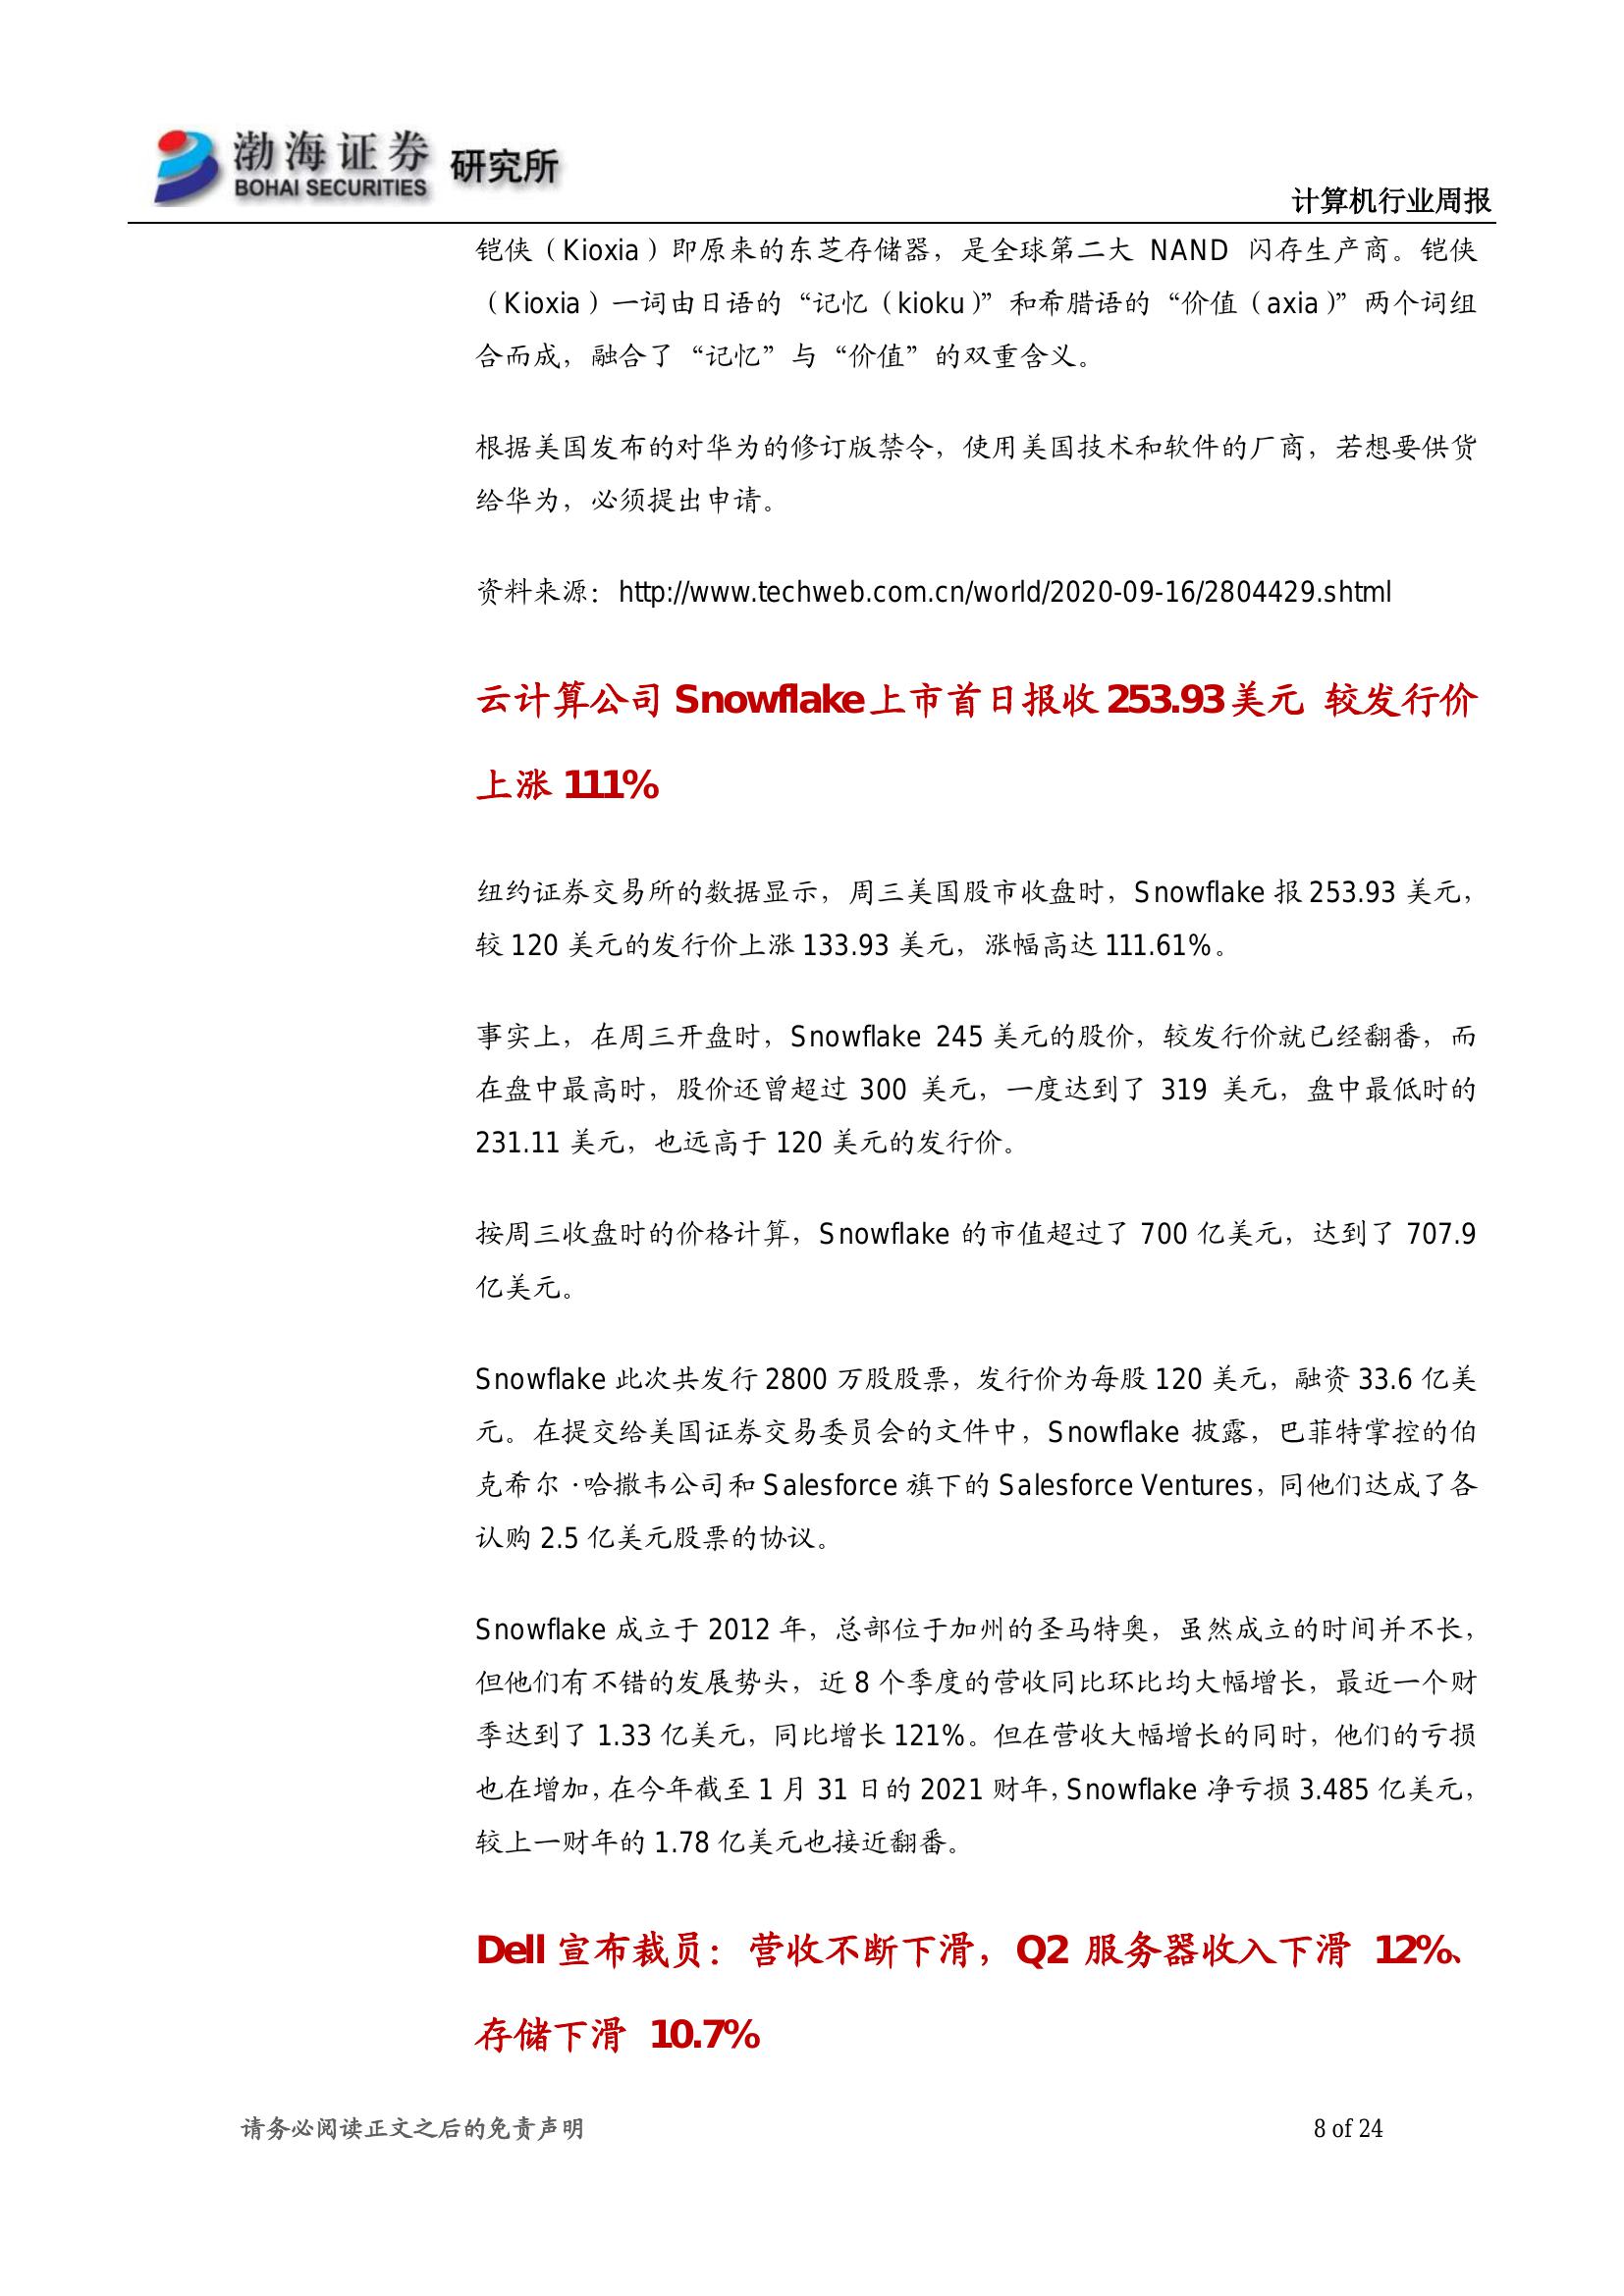 渤海证券
BOHAI SECURITIES
研究所
计算机行业周报
铠侠（Kioxia）即原来的东芝存储器，是全球第二大 NAND 闪存生产商。铠侠
（Kioxia）一词由日语的“记忆（kioku）”和希腊语的“价值（axia）”两个词组
合而成，融合了“记忆”与“价值”的双重含义。
根据美国发布的对华为的修订版禁令，使用美国技术和软件的厂商，若想要供货
给华为，必须提出申请。
资料来源：http://www.techweb.com.cn/world/2020-09-16/2804429.shtml
云计算公司 Snowflake 上市首日报收 253.93 美元 较发行价
上涨 111%
纽约证券交易所的数据显示，周三美国股市收盘时，Snowflake 报 253.93 美元，
较 120 美元的发行价上涨 133.93 美元，涨幅高达 111.61%。
事实上，在周三开盘时，Snowflake 245 美元的股价，较发行价就已经翻番，而
在盘中最高时，股价还曾超过 300 美元，一度达到了 319 美元，盘中最低时的
231.11 美元，也远高于 120 美元的发行价。
按周三收盘时的价格计算，Snowflake 的市值超过了 700 亿美元，达到了 707.9
亿美元。
Snowflake 此次共发行 2800 万股股票，发行价为每股 120 美元，融资 33.6 亿美
元。在提交给美国证券交易委员会的文件中，Snowflake 披露，巴菲特掌控的伯
克希尔·哈撒韦公司和 Salesforce 旗下的 Salesforce Ventures，同他们达成了各
认购 2.5 亿美元股票的协议。
Snowflake 成立于 2012 年，总部位于加州的圣马特奥，虽然成立的时间并不长，
但他们有不错的发展势头，近 8 个季度的营收同比环比均大幅增长，最近一个财
季达到了 1.33 亿美元，同比增长 121%。但在营收大幅增长的同时，他们的亏损
也在增加，在今年截至 1 月 31 日的 2021 财年，Snowflake 净亏损 3.485 亿美元，
较上一财年的 1.78 亿美元也接近翻番。
Dell 宣布裁员：营收不断下滑，Q2 服务器收入下滑 12%、
存储下滑 10.7%
请务必阅读正文之后的免责声明
8 of 24